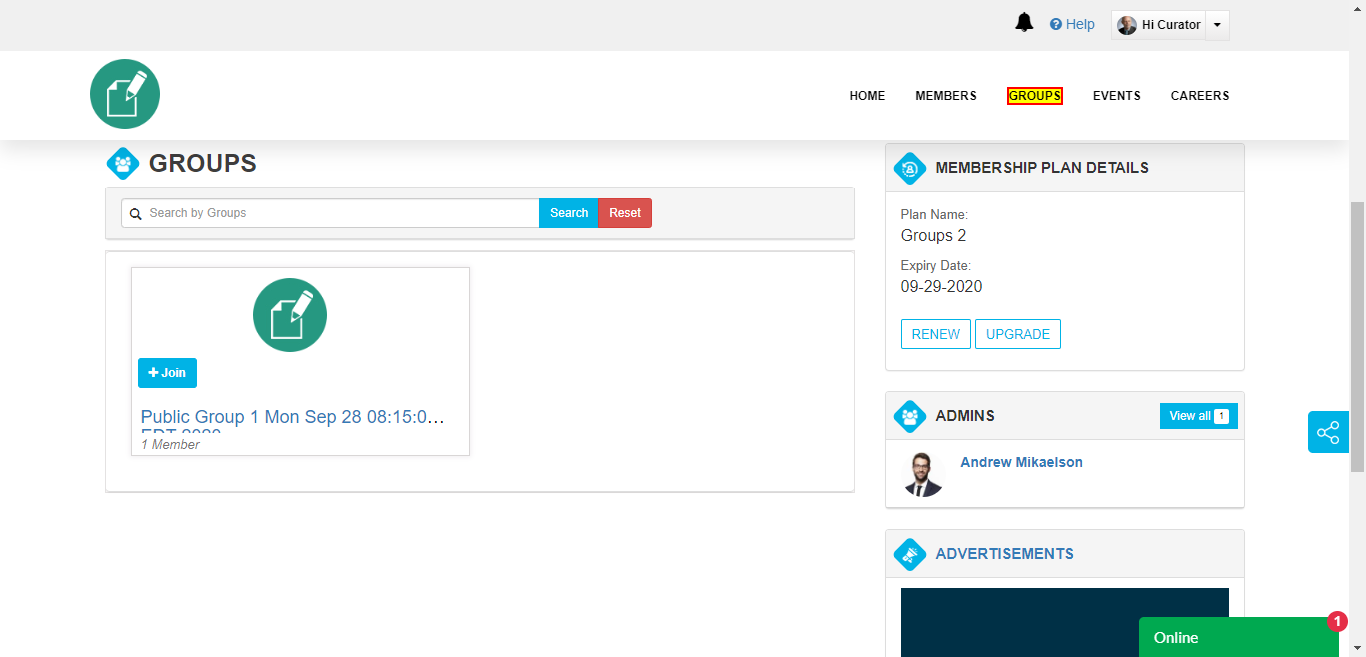 Help
Hi Curator
HOME
MEMBERS
GROUPS
EVENTS
CAREERS
GROUPS
Search by Groups
Search
Reset
Join
Public Group 1 Mon Sep 28 08:15:0...
EDT 2020
1 Member
MEMBERSHIP PLAN DETAILS
Plan Name:
Groups 2
Expiry Date:
09-29-2020
RENEW
UPGRADE
ADMINS
View all 1
Andrew Mikaelson
ADVERTISEMENTS
Online
1